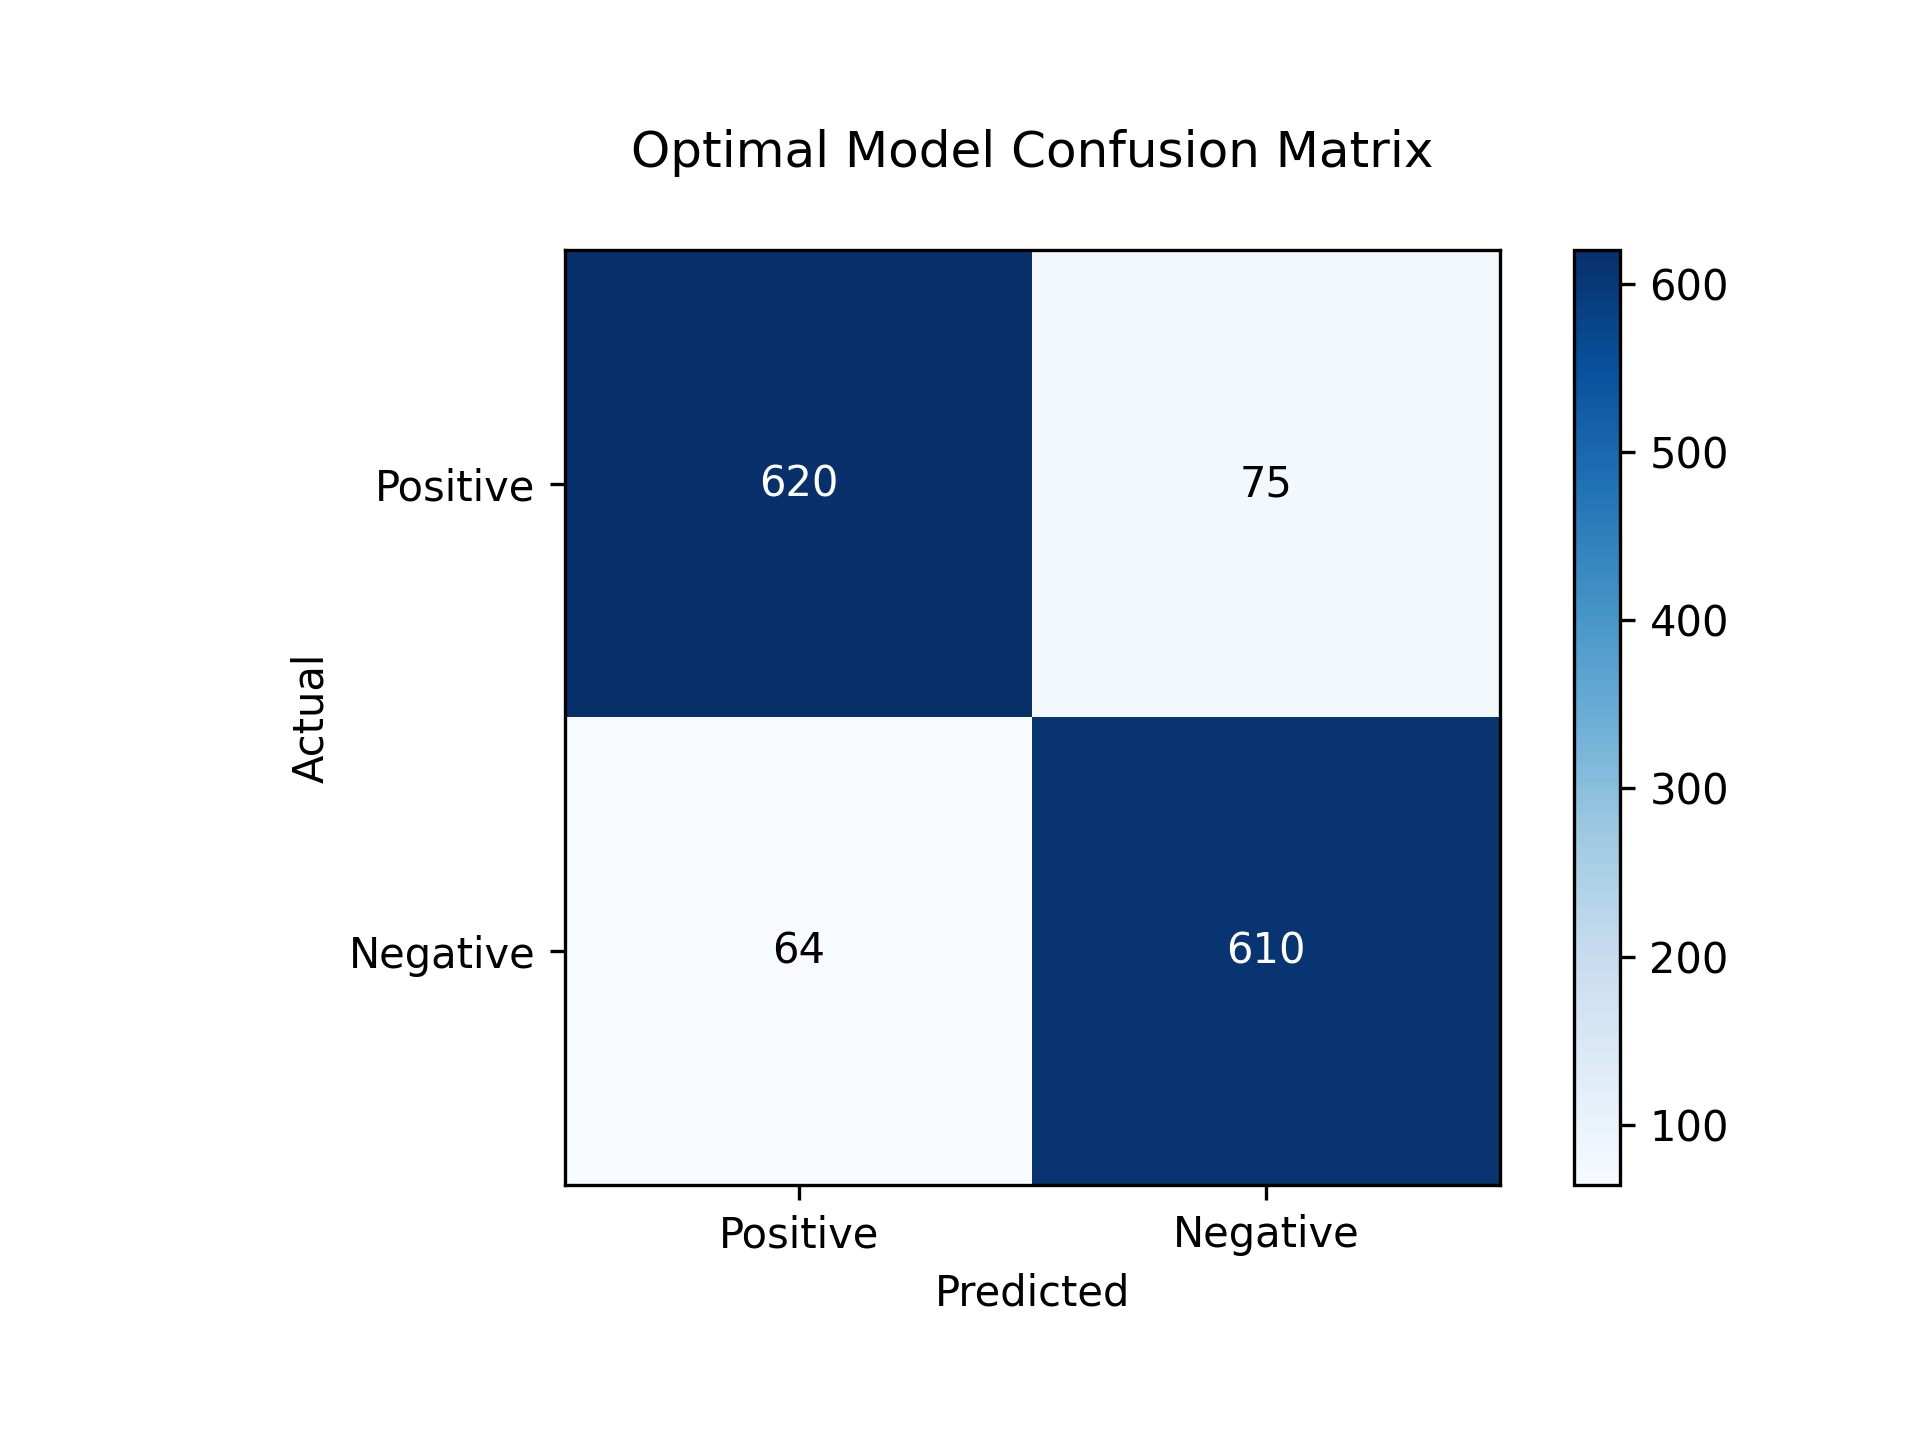 Optimal Model Confusion Matrix
Actual
Positive
620
75
Negative
64
610
Positive
Negative
Predicted
600
500
400
300
200
100